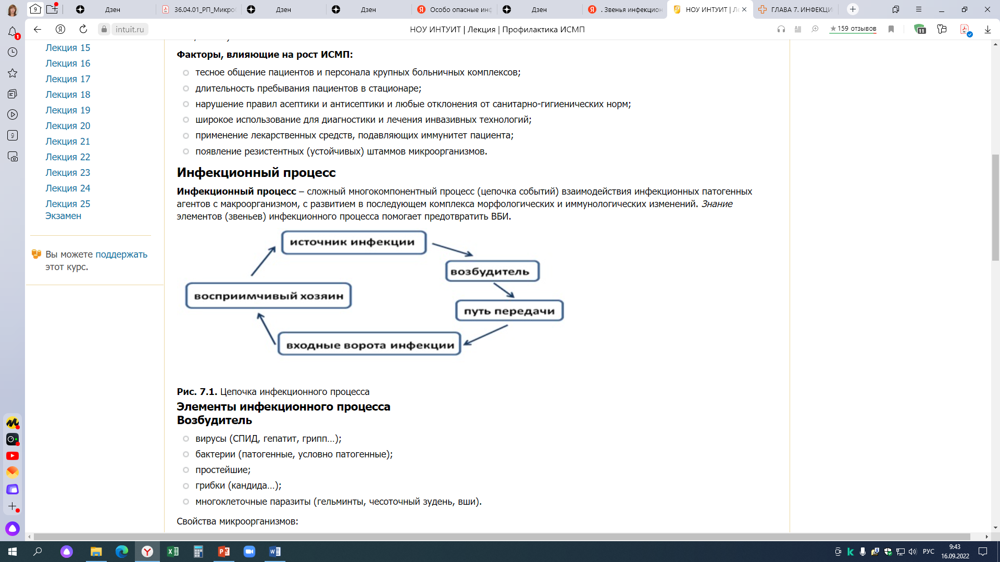 9
Дзен
36.04.01_РП_Микроб
Дзен
Дзен
Особо опасные инф
Дзен
. Звенья инфекцион
НОУ ИНТУИТ | Ле
ГЛАВА 7. ИНФЕКЦИ
intuit.ru
НОУ ИНТУИТ | Лекция | Профилактика ИСМП
★159 отзывов
11
1
9
Лекция 15
Лекция 16
Лекция 17
Лекция 18
Лекция 19
Лекция 20
Лекция 21
Лекция 22
Лекция 23
Лекция 24
Лекция 25
Экзамен
Вы можете поддержать
этот курс.
Факторы, влияющие на рост ИСМП:
тесное общение пациентов и персонала крупных больничных комплексов;
длительность пребывания пациентов в стационаре;
нарушение правил асептики и антисептики и любые отклонения от санитарно-гигиенических норм;
широкое использование для диагностики и лечения инвазивных технологий;
применение лекарственных средств, подавляющих иммунитет пациента;
появление резистентных (устойчивых) штаммов микроорганизмов.
Инфекционный процесс
Инфекционный процесс – сложный многокомпонентный процесс (цепочка событий) взаимодействия инфекционных патогенных
агентов с макроорганизмом, с развитием в последующем комплекса морфологических и иммунологических изменений. Знание
элементов (звеньев) инфекционного процесса помогает предотвратить ВБИ.
источник инфекции
возбудитель
восприимчивый хозяин
путь передачи
входные ворота инфекции
Рис. 7.1. Цепочка инфекционного процесса
Элементы инфекционного процесса
Возбудитель
вирусы (СПИД, гепатит, грипп...);
бактерии (патогенные, условно патогенные);
простейшие;
грибки (кандида...);
многоклеточные паразиты (гельминты, чесоточный зудень, вши).
Свойства микроорганизмов:
РУС
9:43
16.09.2022